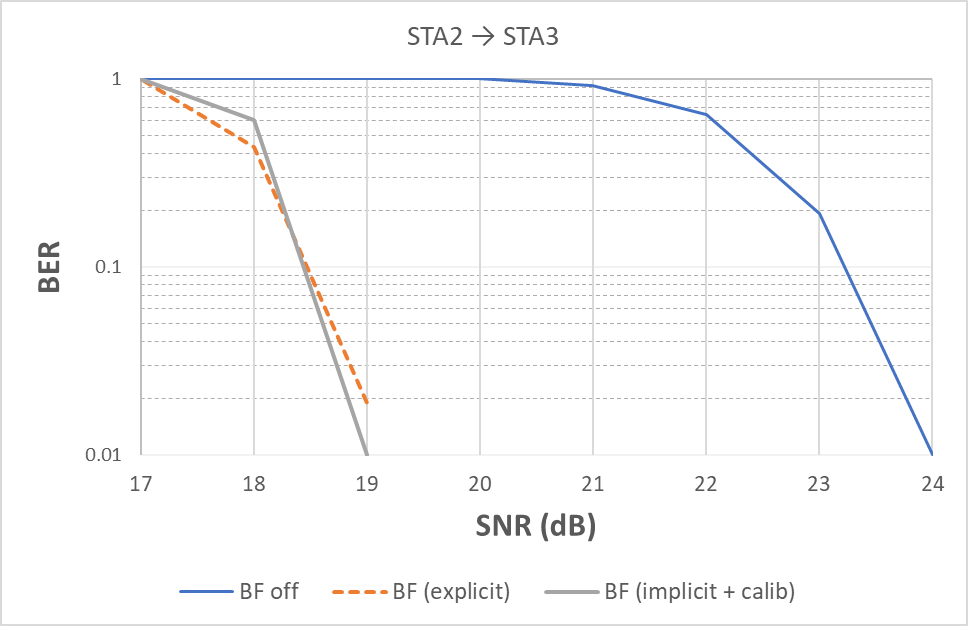 STA2 → STA3
1
0.1
0.01
BER
17 18 19 20 21 22 23 24
SNR (dB)
BF off BF (explicit) BF (implicit + calib)